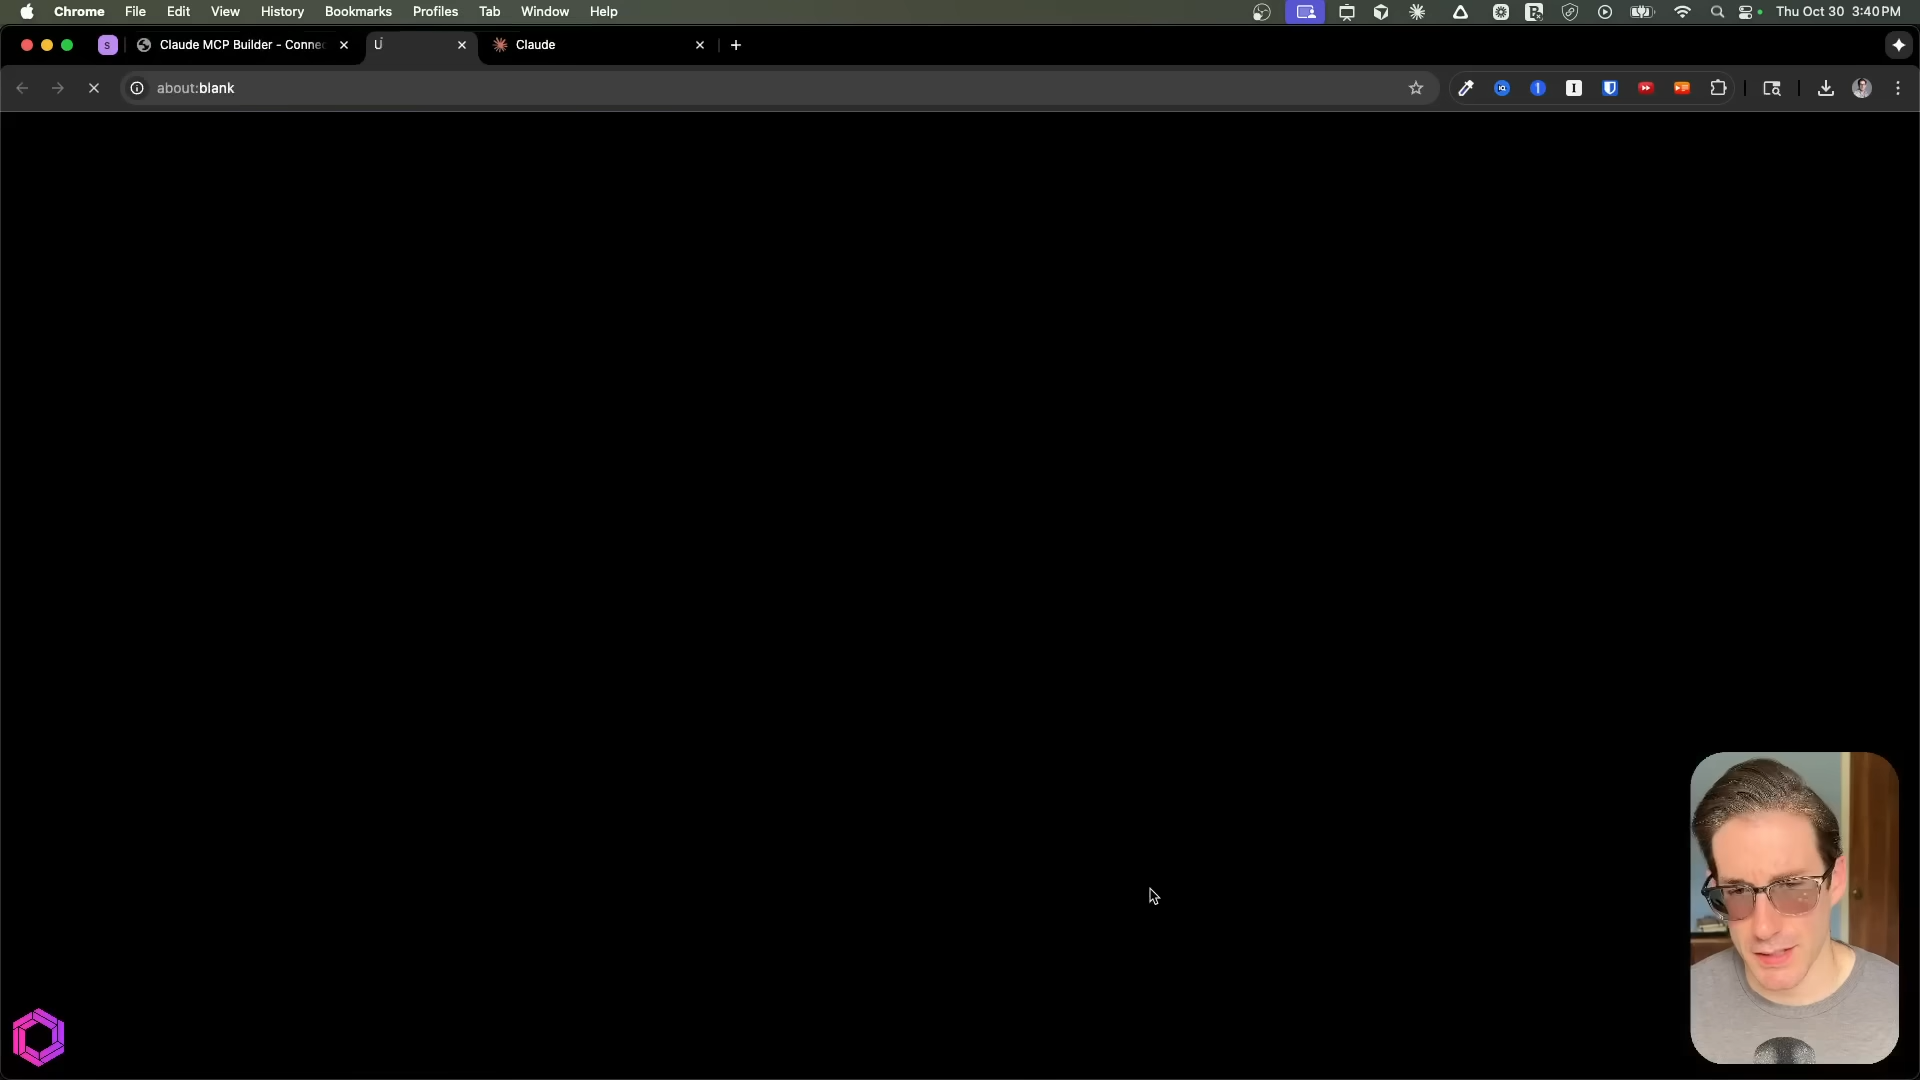 Chrome File Edit View History Bookmarks Profiles Tab Window Help Thu Oct 30 3:40 PM
s Claude MCP Builder - Connec U Claude
about:blank